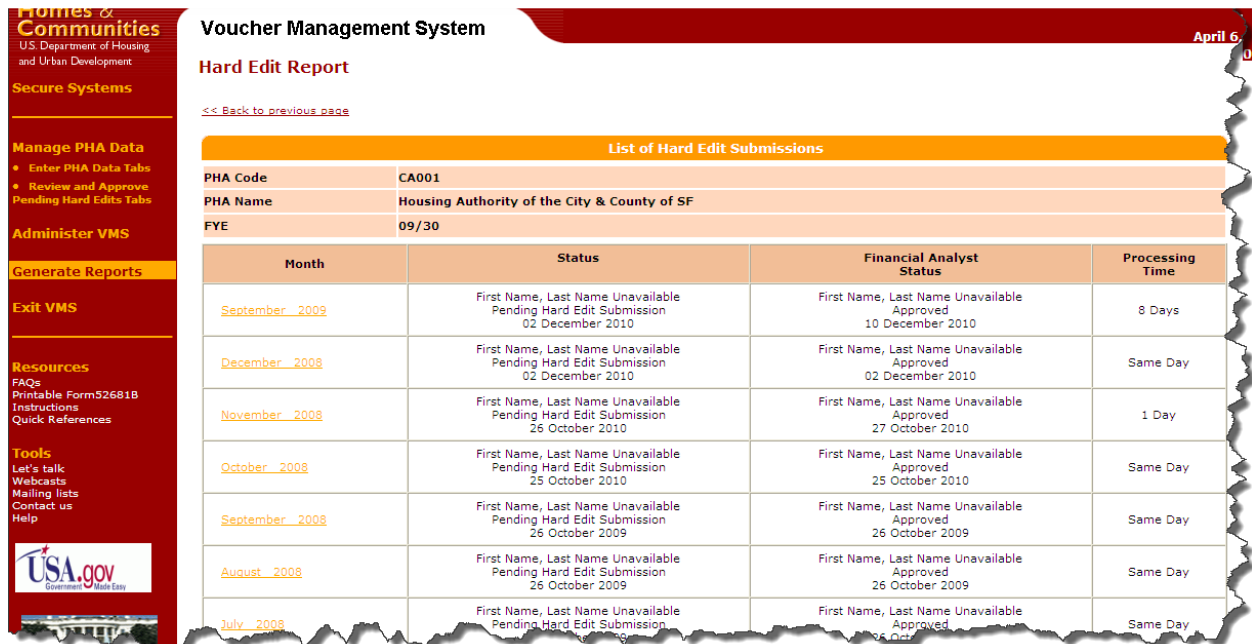 Homes &
Communities
U.S. Department of Housing
and Urban Development
Secure Systems
Manage PHA Data
• Enter PHA Data Tabs
• Review and Approve
Pending Hard Edits Tabs
Administer VMS
Generate Reports
Exit VMS
Resources
FAQs
Printable Form52681B
Instructions
Quick References
Tools
Let's talk
Webcasts
Mailing lists
Contact us
Help
USA.gov
Government Made Easy
Voucher Management System
April 6,
Hard Edit Report
<< Back to previous page
List of Hard Edit Submissions
PHA Code CA001
PHA Name Housing Authority of the City & County of SF
FYE 09/30
Month Status Financial Analyst Status Processing Time
September 2009
First Name, Last Name Unavailable
Pending Hard Edit Submission
02 December 2010
First Name, Last Name Unavailable
Approved
10 December 2010
8 Days
December 2008
First Name, Last Name Unavailable
Pending Hard Edit Submission
02 December 2010
First Name, Last Name Unavailable
Approved
02 December 2010
Same Day
November 2008
First Name, Last Name Unavailable
Pending Hard Edit Submission
26 October 2010
First Name, Last Name Unavailable
Approved
27 October 2010
1 Day
October 2008
First Name, Last Name Unavailable
Pending Hard Edit Submission
25 October 2010
First Name, Last Name Unavailable
Approved
25 October 2010
Same Day
September 2008
First Name, Last Name Unavailable
Pending Hard Edit Submission
26 October 2009
First Name, Last Name Unavailable
Approved
26 October 2009
Same Day
August 2008
First Name, Last Name Unavailable
Pending Hard Edit Submission
26 October 2009
First Name, Last Name Unavailable
Approved
26 October 2009
Same Day
July 2008
First Name, Last Name Unavailable
Pending Hard Edit Submission
First Name, Last Name Unavailable
Approved
Same Day